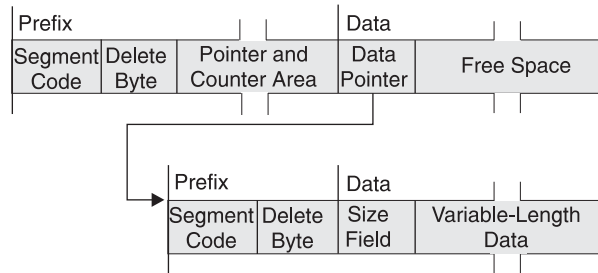 Prefix Data
Segment Code Delete Byte Pointer and Counter Area Data Pointer Free Space
Prefix Data
Segment Code Delete Byte Size Field Variable-Length Data